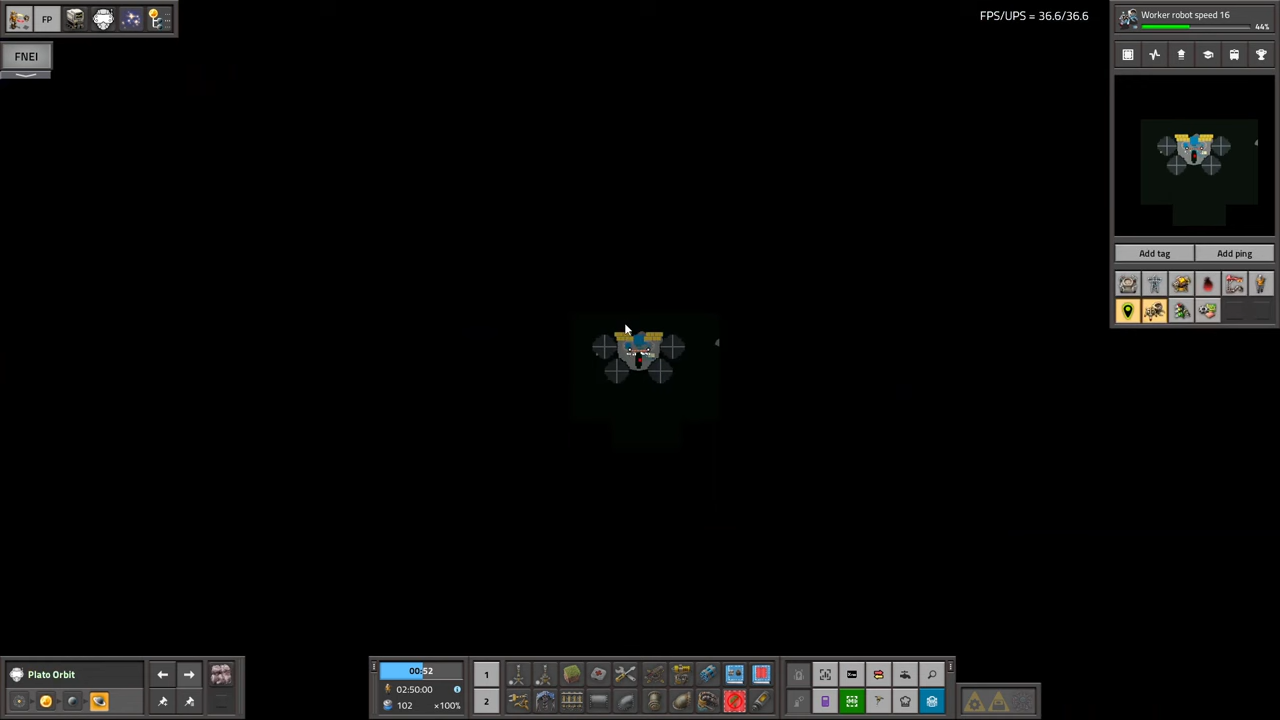 FP
FPS/UPS = 36.6/36.6
Worker robot speed 16
44%
FNEI
Add tag
Add ping
Plato Orbit
00:52
02:50:00
102 ×100%
1
2